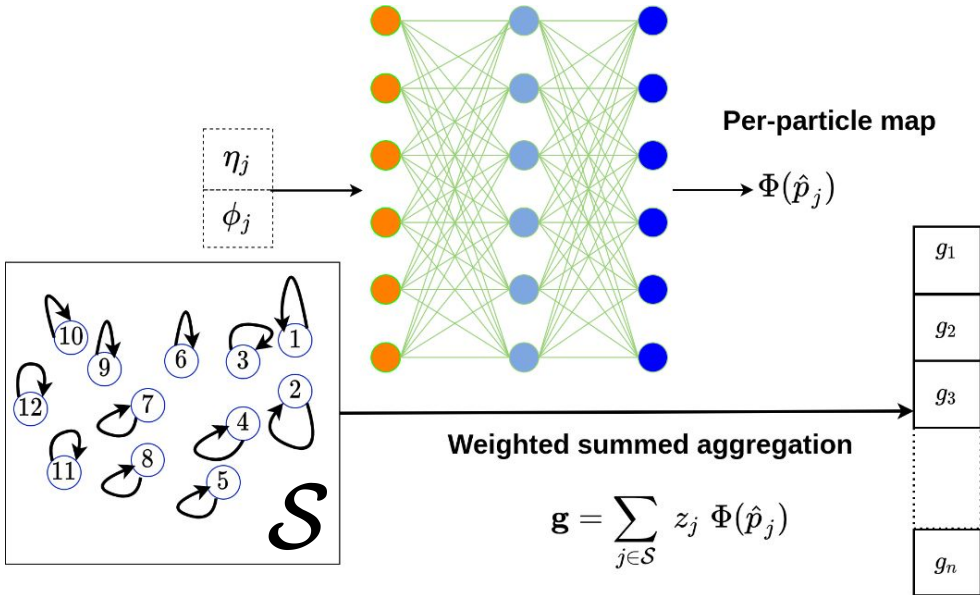 η_j
ϕ_j
Per-particle map
Φ(p̂_j)
10
9
6
3
1
12
7
4
2
11
8
5
𝒮
Weighted summed aggregation
𝐠 = ∑_{j∈𝒮} z_j Φ(p̂_j)
g_1
g_2
g_3
g_n